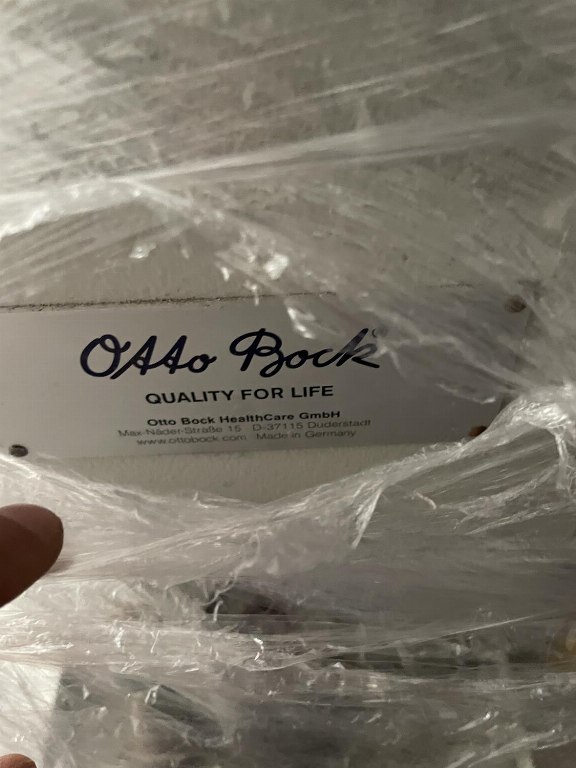 Otto Bock®
QUALITY FOR LIFE
Otto Bock HealthCare GmbH
Max-Näder-Straße 15 D-37115 Duderstadt
www.ottobock.com Made in Germany